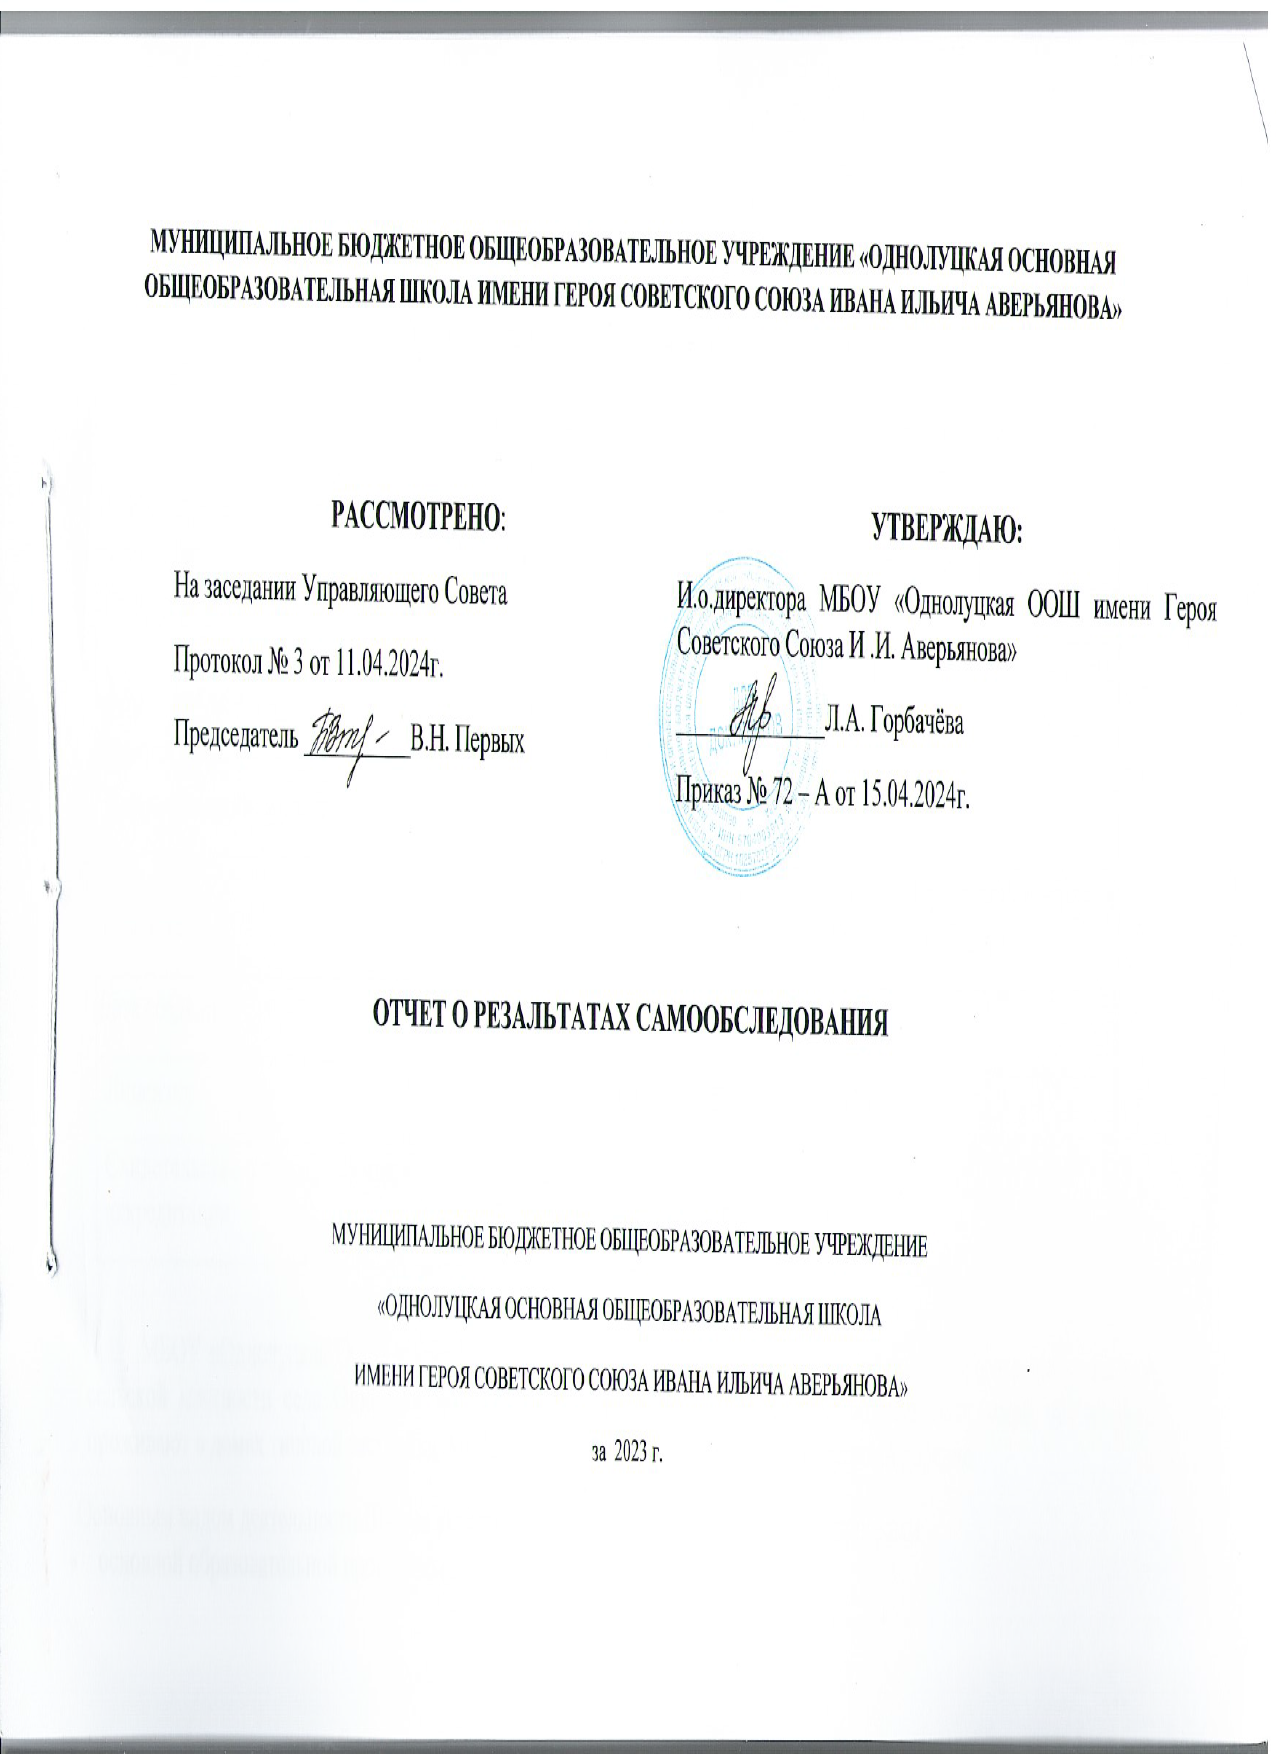 МУНИЦИПАЛЬНОЕ БЮДЖЕТНОЕ ОБЩЕОБРАЗОВАТЕЛЬНОЕ УЧРЕЖДЕНИЕ «ОДНОЛУЦКАЯ ОСНОВНАЯ
ОБЩЕОБРАЗОВАТЕЛЬНАЯ ШКОЛА ИМЕНИ ГЕРОЯ СОВЕТСКОГО СОЮЗА ИВАНА ИЛЬИЧА АВЕРЬЯНОВА»
РАССМОТРЕНО:
На заседании Управляющего Совета
Протокол № 3 от 11.04.2024г.
Председатель В.Н. Первых
УТВЕРЖДАЮ:
И.о.директора МБОУ «Однолуцкая ООШ имени Героя
Советского Союза И .И. Аверьянова»
Л.А. Горбачёва
Приказ № 72 – А от 15.04.2024г.
ОТЧЕТ О РЕЗАЛЬТАТАХ САМООБСЛЕДОВАНИЯ
МУНИЦИПАЛЬНОЕ БЮДЖЕТНОЕ ОБЩЕОБРАЗОВАТЕЛЬНОЕ УЧРЕЖДЕНИЕ
«ОДНОЛУЦКАЯ ОСНОВНАЯ ОБЩЕОБРАЗОВАТЕЛЬНАЯ ШКОЛА
ИМЕНИ ГЕРОЯ СОВЕТСКОГО СОЮЗА ИВАНА ИЛЬИЧА АВЕРЬЯНОВА»
за 2023 г.